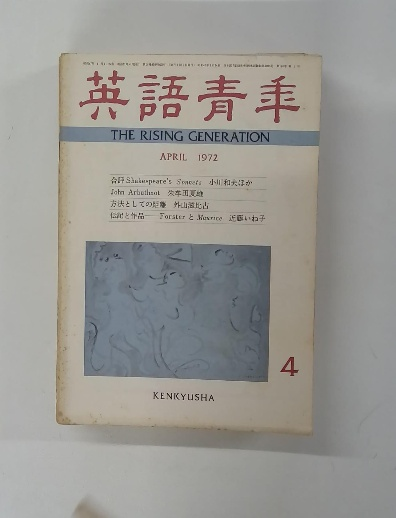 英語青年
THE RISING GENERATION
APRIL 1972
合評 Shakespeare's Sonnets 小川和夫ほか
John Arbuthnot 朱牟田夏雄
方法としての距離 外山滋比古
伝記と作品── Forster と Maurice 近藤いね子
4
KENKYUSHA